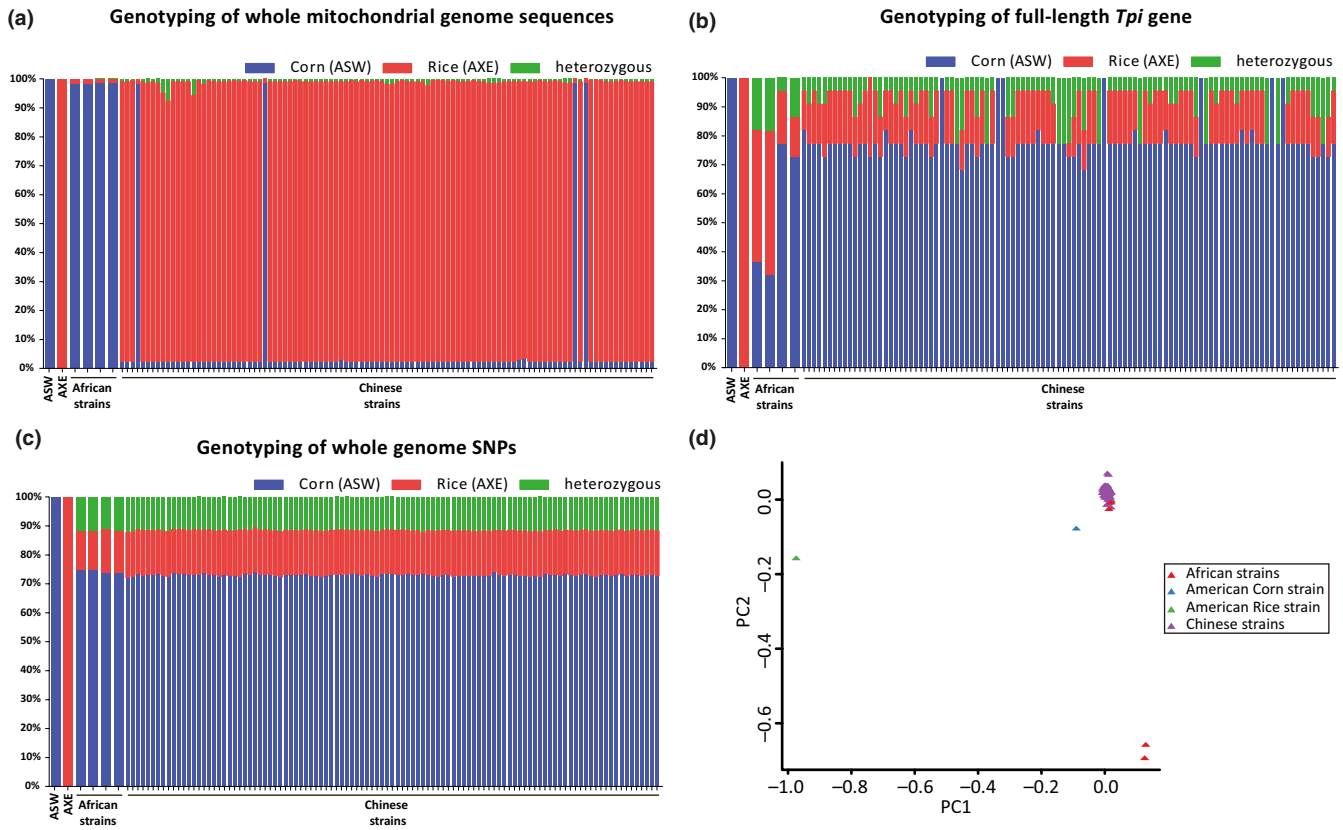 (a)
Genotyping of whole mitochondrial genome sequences
Corn (ASW) Rice (AXE) heterozygous
100%
90%
80%
70%
60%
50%
40%
30%
20%
10%
0%
ASW
AXE
African
strains
Chinese
strains
(b)
Genotyping of full-length Tpi gene
Corn (ASW) Rice (AXE) heterozygous
100%
90%
80%
70%
60%
50%
40%
30%
20%
10%
0%
ASW
AXE
African
strains
Chinese
strains
(c)
Genotyping of whole genome SNPs
Corn (ASW) Rice (AXE) heterozygous
100%
90%
80%
70%
60%
50%
40%
30%
20%
10%
0%
ASW
AXE
African
strains
Chinese
strains
(d)
PC2
0.0
−0.2
−0.4
−0.6
African strains
American Corn strain
American Rice strain
Chinese strains
−1.0 −0.8 −0.6 −0.4 −0.2 0.0
PC1